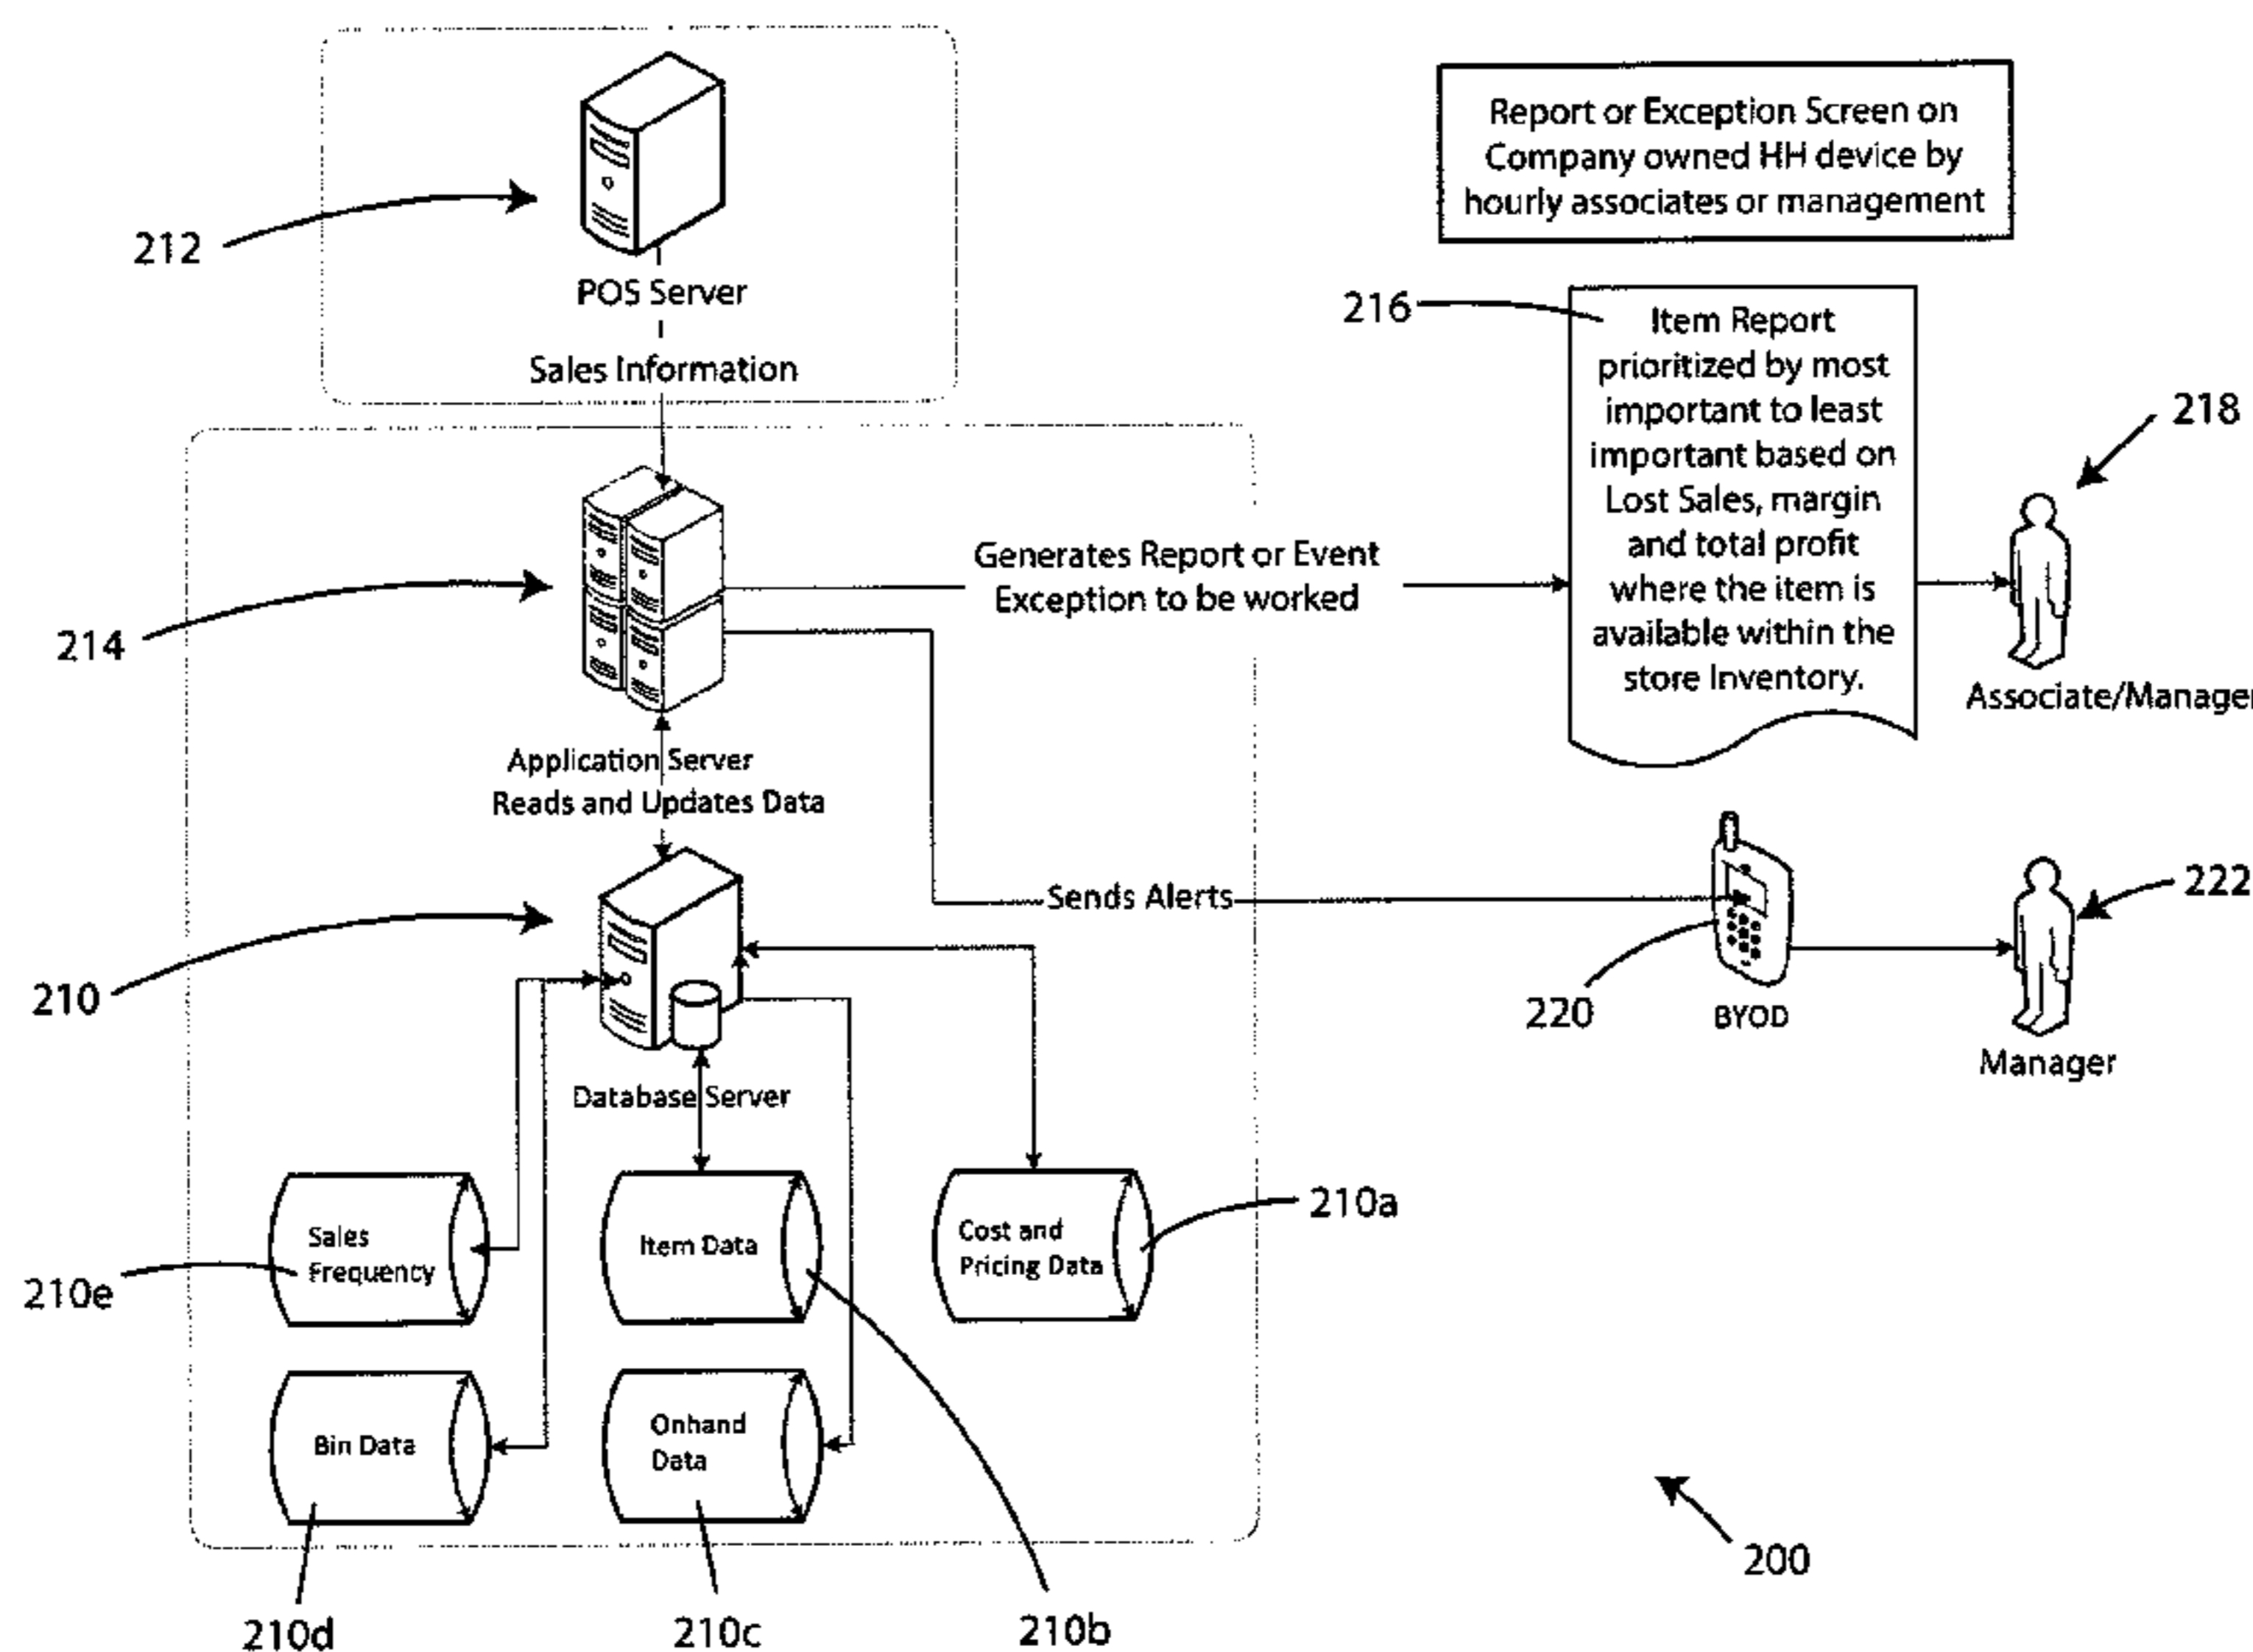 212
POS Server
Sales Information
Report or Exception Screen on
Company owned HH device by
hourly associates or management
216
Item Report
prioritized by most
important to least
important based on
Lost Sales, margin
and total profit
where the item is
available within the
store Inventory.
218
Associate/Manager
214
Generates Report or Event
Exception to be worked
Application Server
Reads and Updates Data
Sends Alerts
220
BYOD
222
Manager
210
Database Server
Sales
Frequency
210e
Item Data
Cost and
Pricing Data
210a
Bin Data
Onhand
Data
210d
210c
210b
200